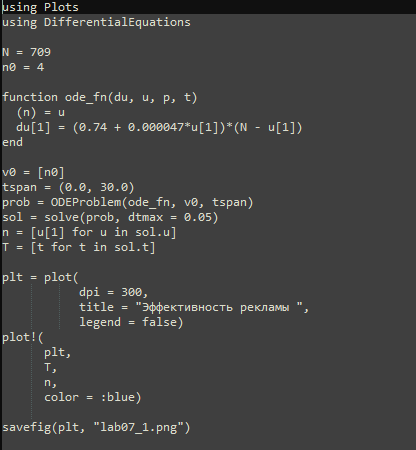 using Plots
using DifferentialEquations

N = 709
n0 = 4

function ode_fn(du, u, p, t)
  (n) = u
  du[1] = (0.74 + 0.000047*u[1])*(N - u[1])
end

v0 = [n0]
tspan = (0.0, 30.0)
prob = ODEProblem(ode_fn, v0, tspan)
sol = solve(prob, dtmax = 0.05)
n = [u[1] for u in sol.u]
T = [t for t in sol.t]

plt = plot(
           dpi = 300,
           title = "Эффективность рекламы ",
           legend = false)
plot!(
      plt,
      T,
      n,
      color = :blue)

savefig(plt, "lab07_1.png")